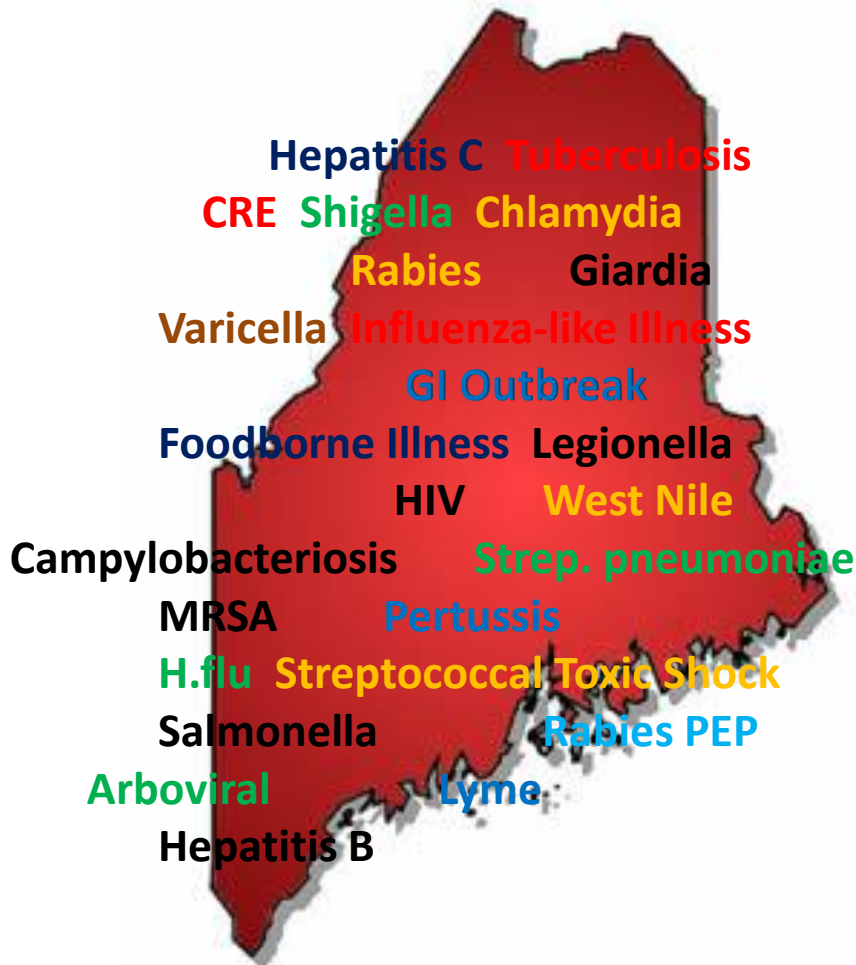 Hepatitis C Tuberculosis
CRE Shigella Chlamydia
Rabies Giardia
Varicella Influenza-like Illness
GI Outbreak
Foodborne Illness Legionella
HIV West Nile
Campylobacteriosis Strep. pneumoniae
MRSA Pertussis
H.flu Streptococcal Toxic Shock
Salmonella Rabies PEP
Arboviral Lyme
Hepatitis B